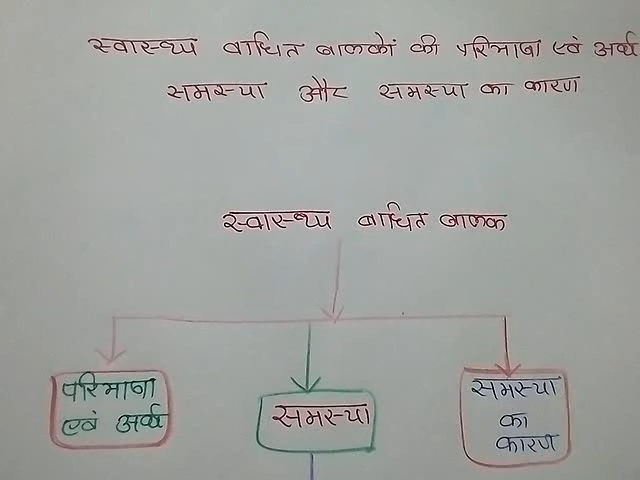 स्वास्थ्य बाधित बालकों की परिभाषा एवं अर्थ
समस्या और समस्या का कारण
स्वास्थ्य बाधित बालक
परिभाषा
एवं अर्थ
समस्या
समस्या
का
कारण